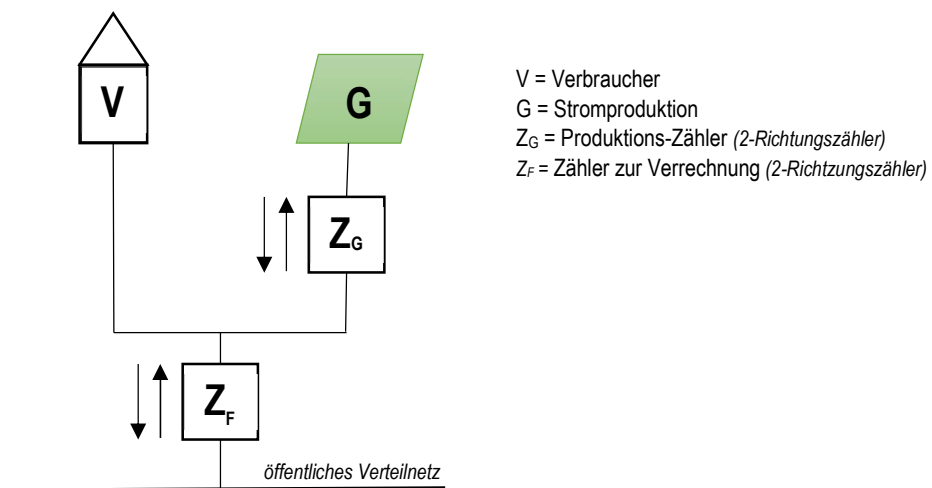 V
G
V = Verbraucher
G = Stromproduktion
ZG = Produktions-Zähler (2-Richtungszähler)
ZF = Zähler zur Verrechnung (2-Richtzungszähler)
ZG
ZF
öffentliches Verteilnetz